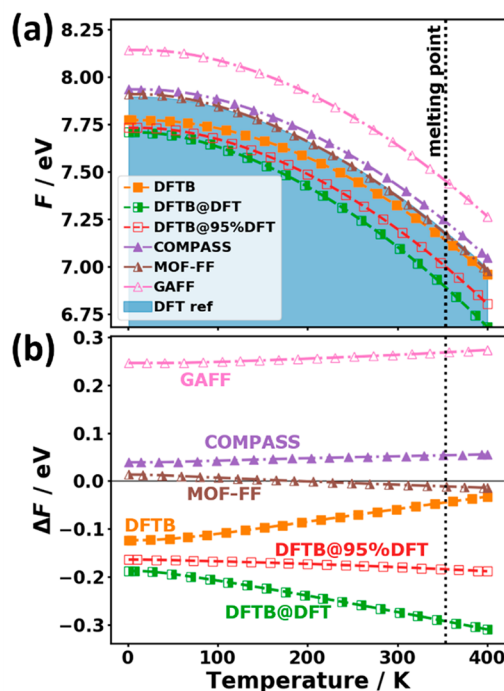 (a)
8.25
8.00
7.75
7.50
7.25
7.00
6.75
F / eV
melting point
DFTB
DFTB@DFT
DFTB@95%DFT
COMPASS
MOF-FF
GAFF
DFT ref
(b)
0.3
0.2
0.1
0.0
−0.1
−0.2
−0.3
ΔF / eV
GAFF
COMPASS
MOF-FF
DFTB
DFTB@95%DFT
DFTB@DFT
0 100 200 300 400
Temperature / K